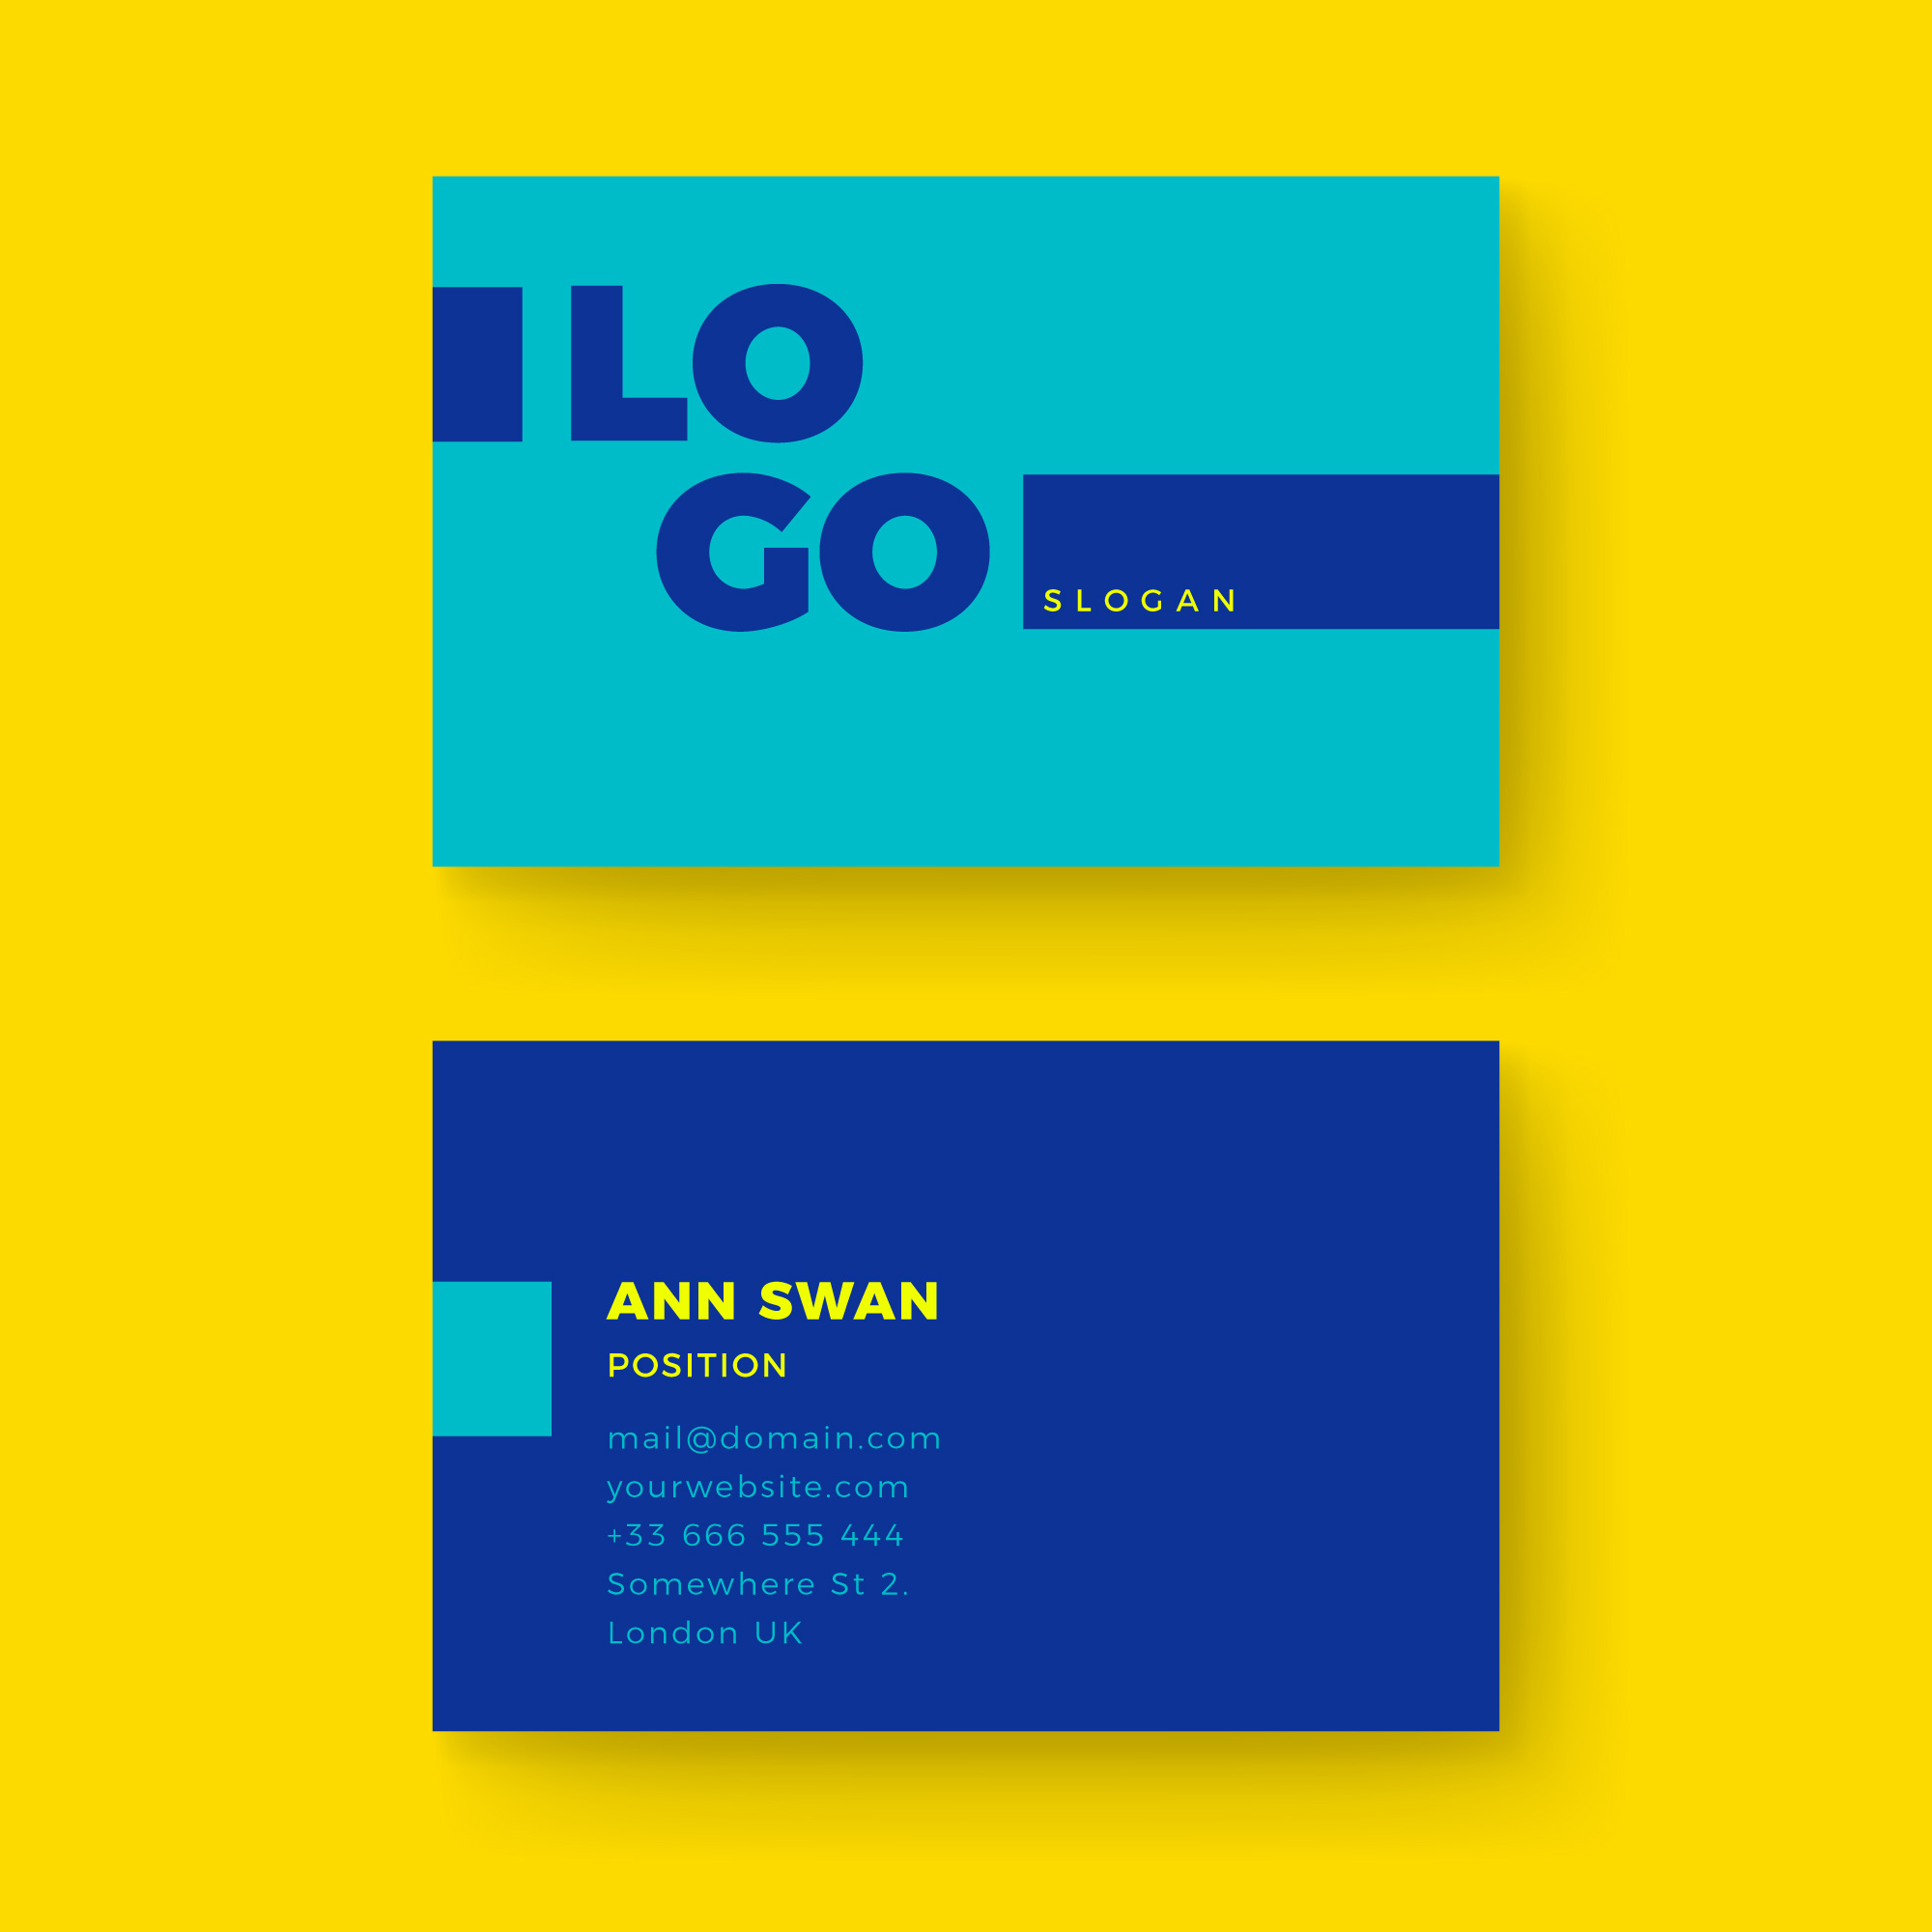 LO
GO
SLOGAN
ANN SWAN
POSITION
mail@domain.com
yourwebsite.com
+33 666 555 444
Somewhere St 2.
London UK